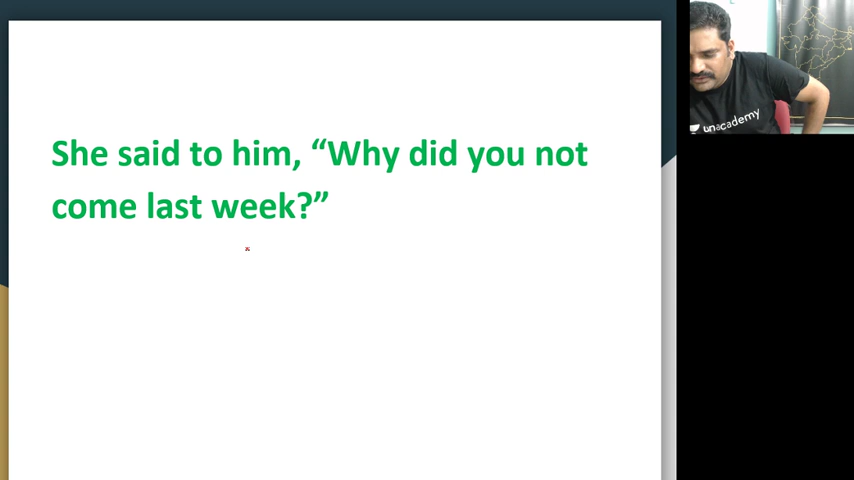 She said to him, “Why did you not
come last week?”
unacademy